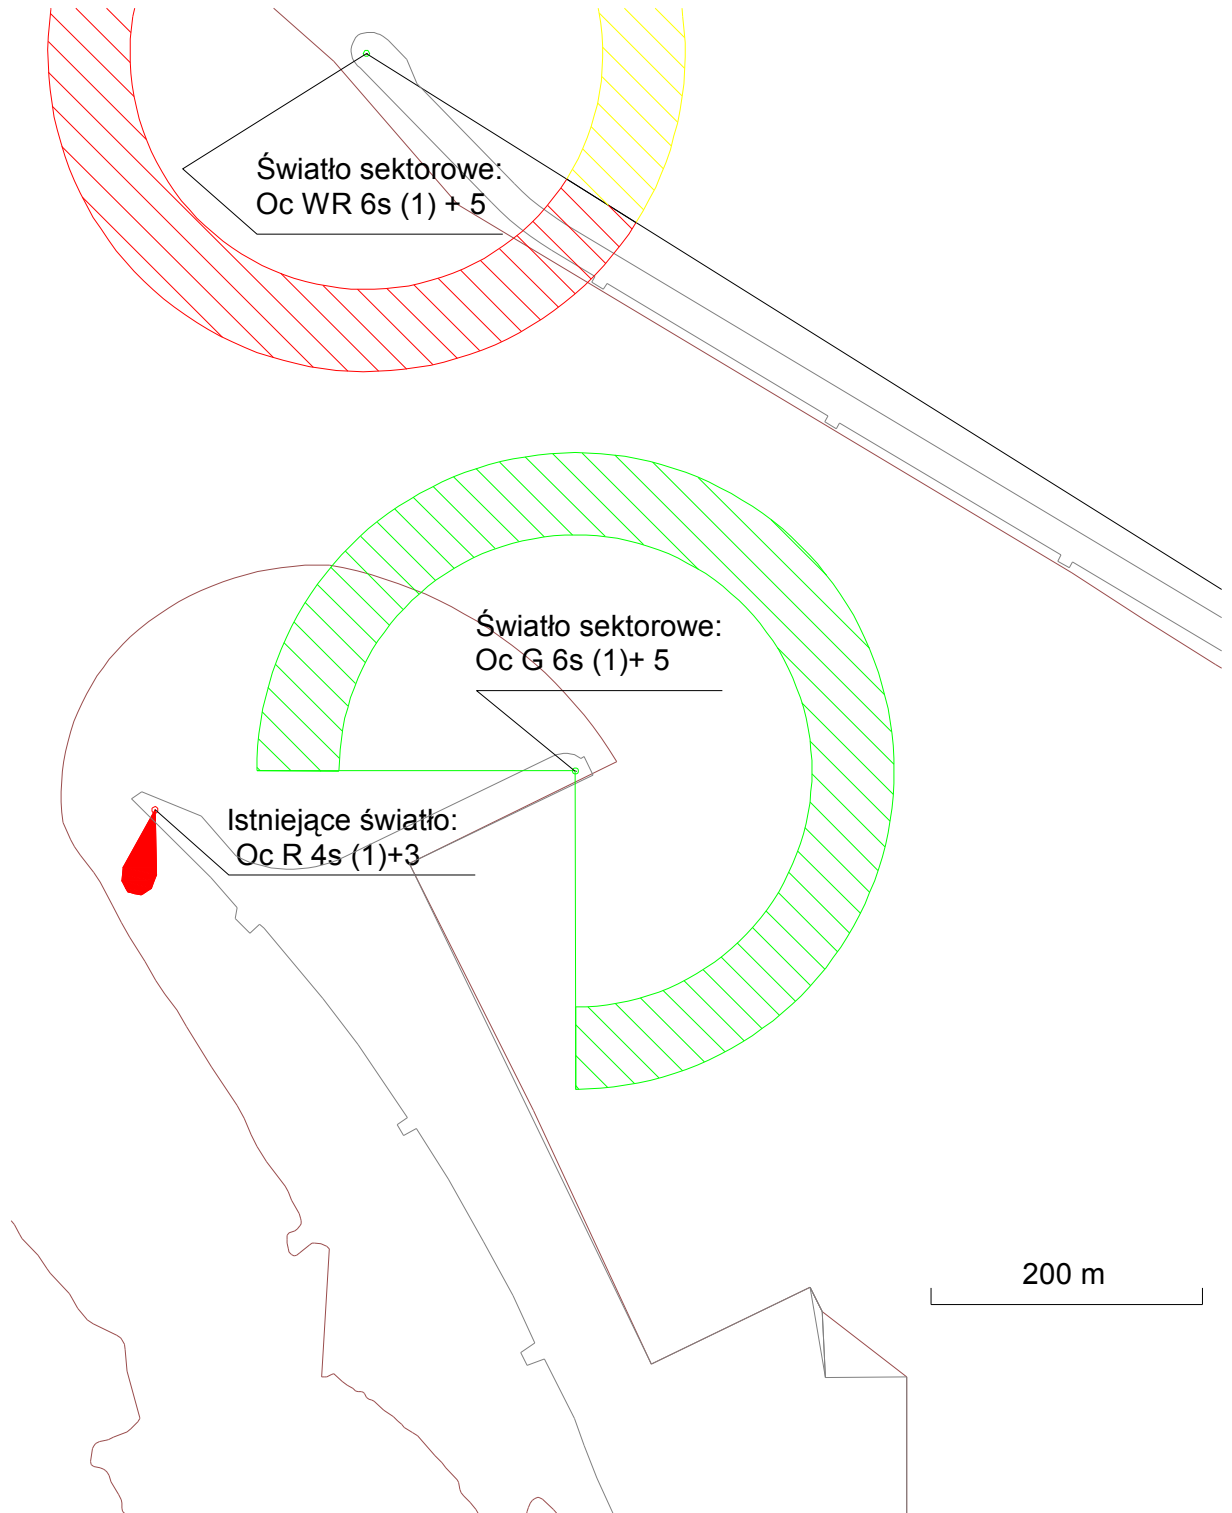 Światło sektorowe:
Oc WR 6s (1) + 5
Światło sektorowe:
Oc G 6s (1)+ 5
Istniejące światło:
Oc R 4s (1)+3
200 m